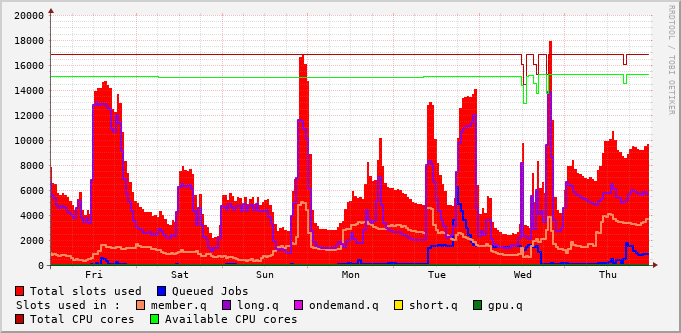 20000
18000
16000
14000
12000
10000
8000
6000
4000
2000
0
Fri Sat Sun Mon Tue Wed Thu
RRDTOOL / TOBI OETIKER
Total slots used Queued Jobs
Slots used in : member.q long.q ondemand.q short.q gpu.q
Total CPU cores Available CPU cores